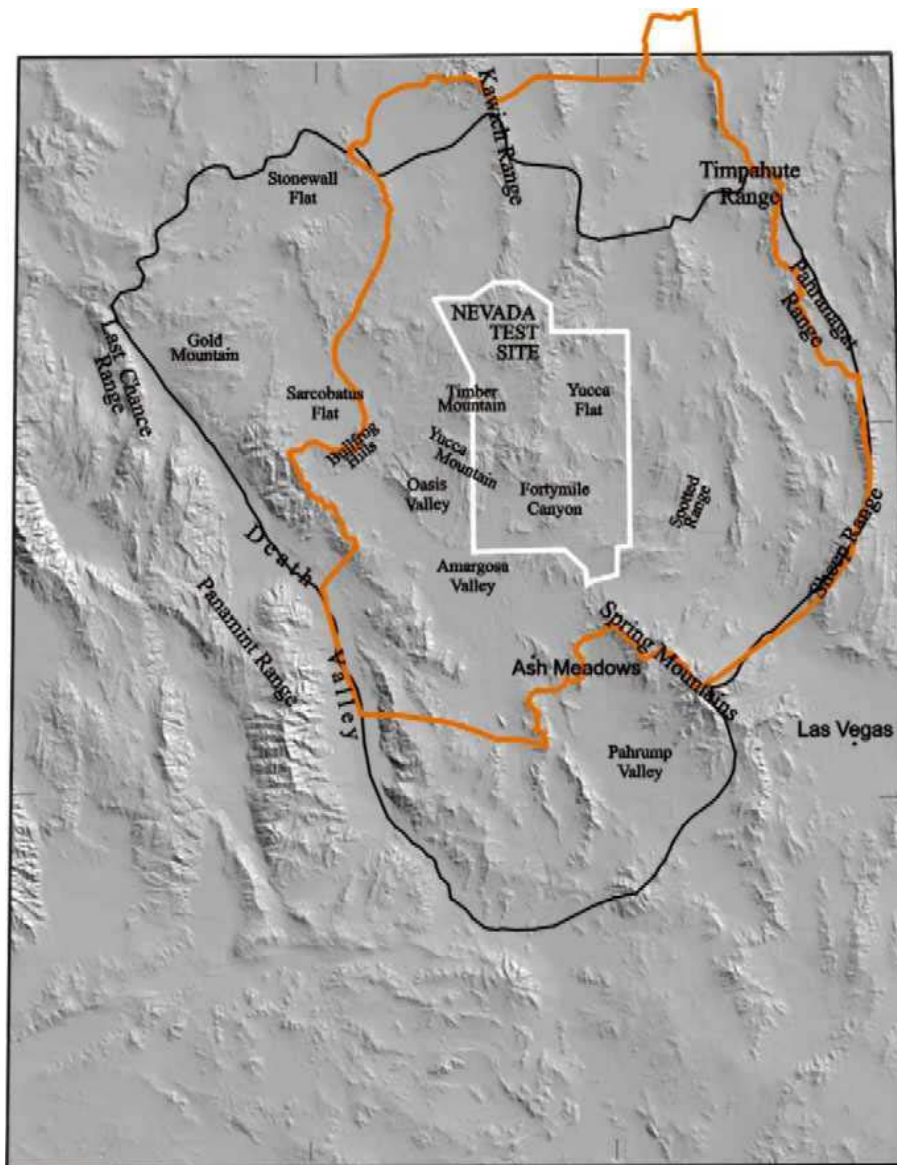 Kawich Range
Timpahute
Range
Stonewall
Flat
Pahranagat
Range
NEVADA
TEST
SITE
Gold
Mountain
Last Chance
Range
Sarcobatus
Flat
Timber
Mountain
Yucca
Flat
Bullfrog
Hills
Yucca
Mountain
Oasis
Valley
Fortymile
Canyon
Spotted
Range
Sheep Range
Death Valley
Amargosa
Valley
Panamint Range
Spring Mountains
Ash Meadows
Las Vegas
Pahrump
Valley